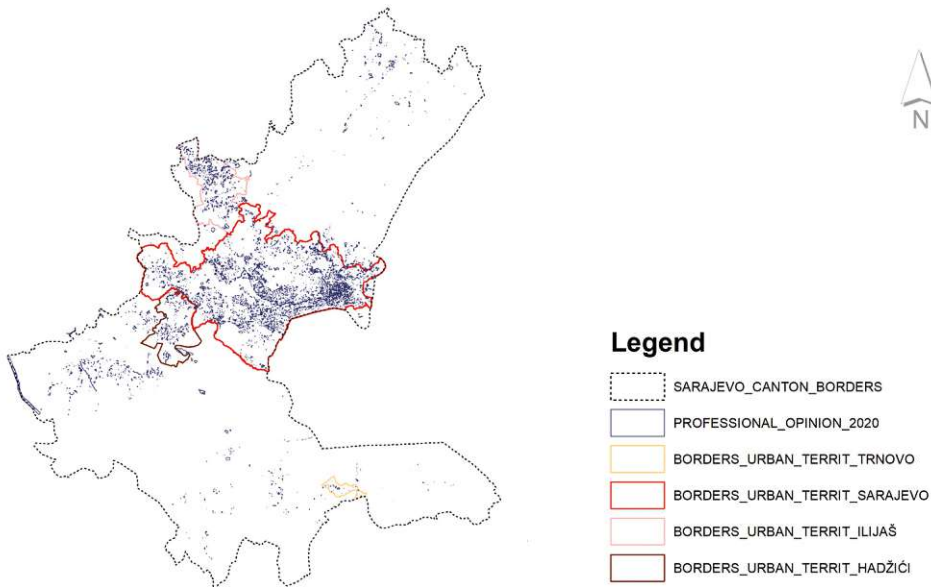 N
Legend
SARAJEVO_CANTON_BORDERS
PROFESSIONAL_OPINION_2020
BORDERS_URBAN_TERRIT_TRNOVO
BORDERS_URBAN_TERRIT_SARAJEVO
BORDERS_URBAN_TERRIT_ILIJAŠ
BORDERS_URBAN_TERRIT_HADŽIĆI